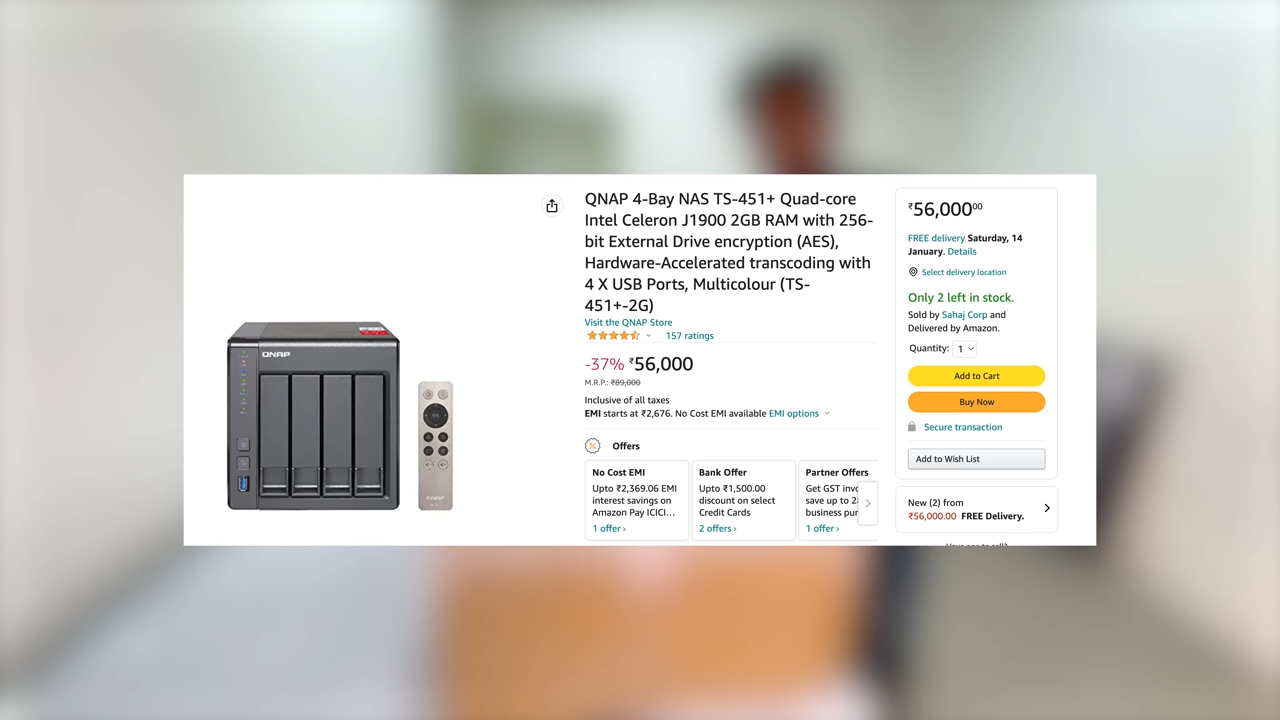 QNAP
QNAP
QNAP 4-Bay NAS TS-451+ Quad-core
Intel Celeron J1900 2GB RAM with 256-
bit External Drive encryption (AES),
Hardware-Accelerated transcoding with
4 X USB Ports, Multicolour (TS-
451+-2G)
Visit the QNAP Store
157 ratings
-37% ₹56,000
M.R.P.: ₹89,000
Inclusive of all taxes
EMI starts at ₹2,676. No Cost EMI available EMI options
Offers
No Cost EMI
Upto ₹2,369.06 EMI
interest savings on
Amazon Pay ICICI...
1 offer ›
Bank Offer
Upto ₹1,500.00
discount on select
Credit Cards
2 offers ›
Partner Offers
Get GST
save up to
business
1 offer ›
₹56,00000
FREE delivery Saturday, 14
January. Details
Select delivery location
Only 2 left in stock.
Sold by Sahaj Corp and
Delivered by Amazon.
Quantity: 1
Add to Cart
Buy Now
Secure transaction
Add to Wish List
New (2) from
₹56,000.00 FREE Delivery.